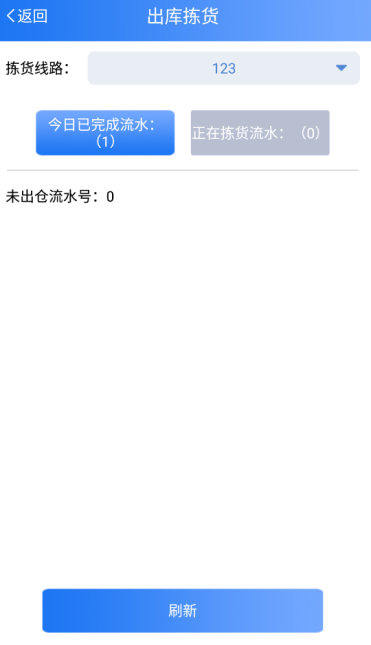 返回
出库拣货
拣货线路：
123
今日已完成流水：
（1）
正在拣货流水：（0）
未出仓流水号：0
刷新